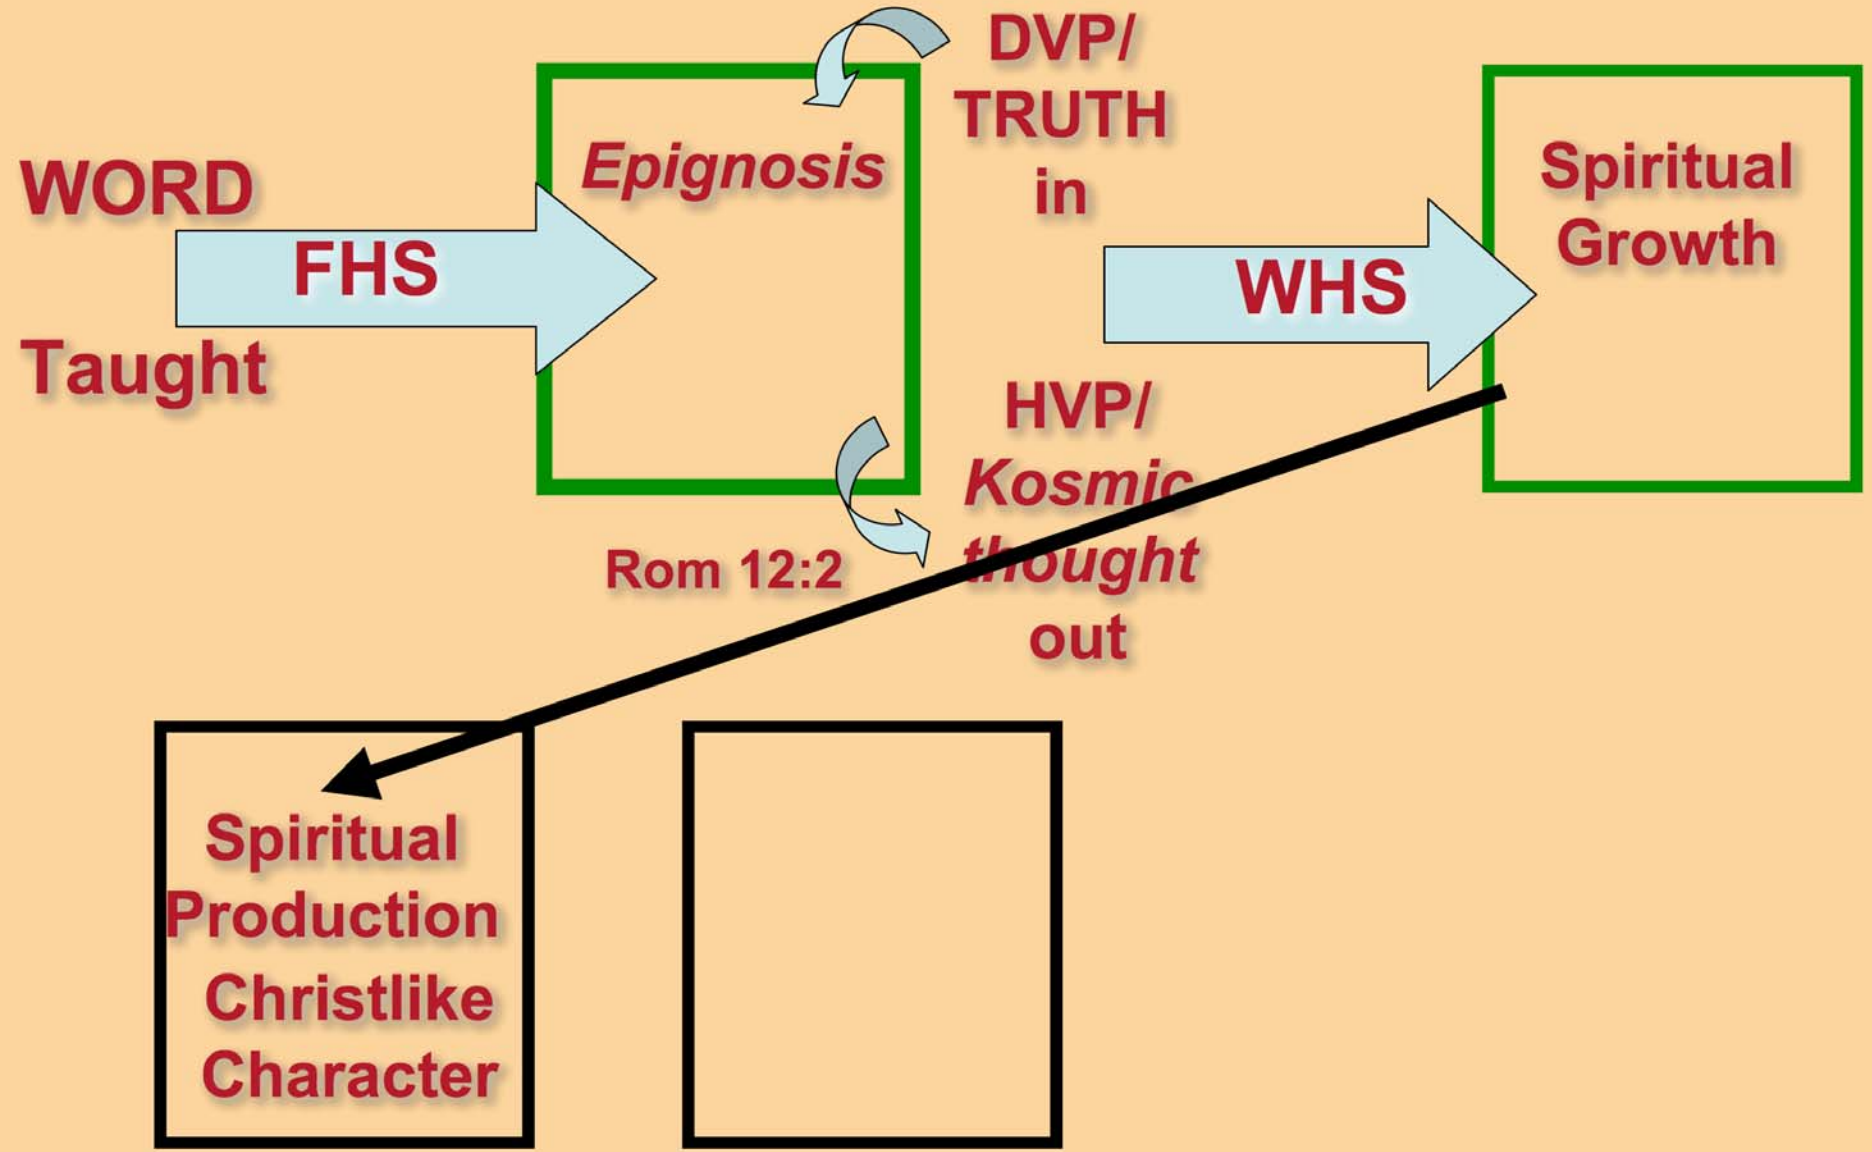 WORD
FHS
Taught
Epignosis
DVP/
TRUTH
in
WHS
Spiritual
Growth
HVP/
Kosmic
thought
out
Rom 12:2
Spiritual
Production
Christlike
Character